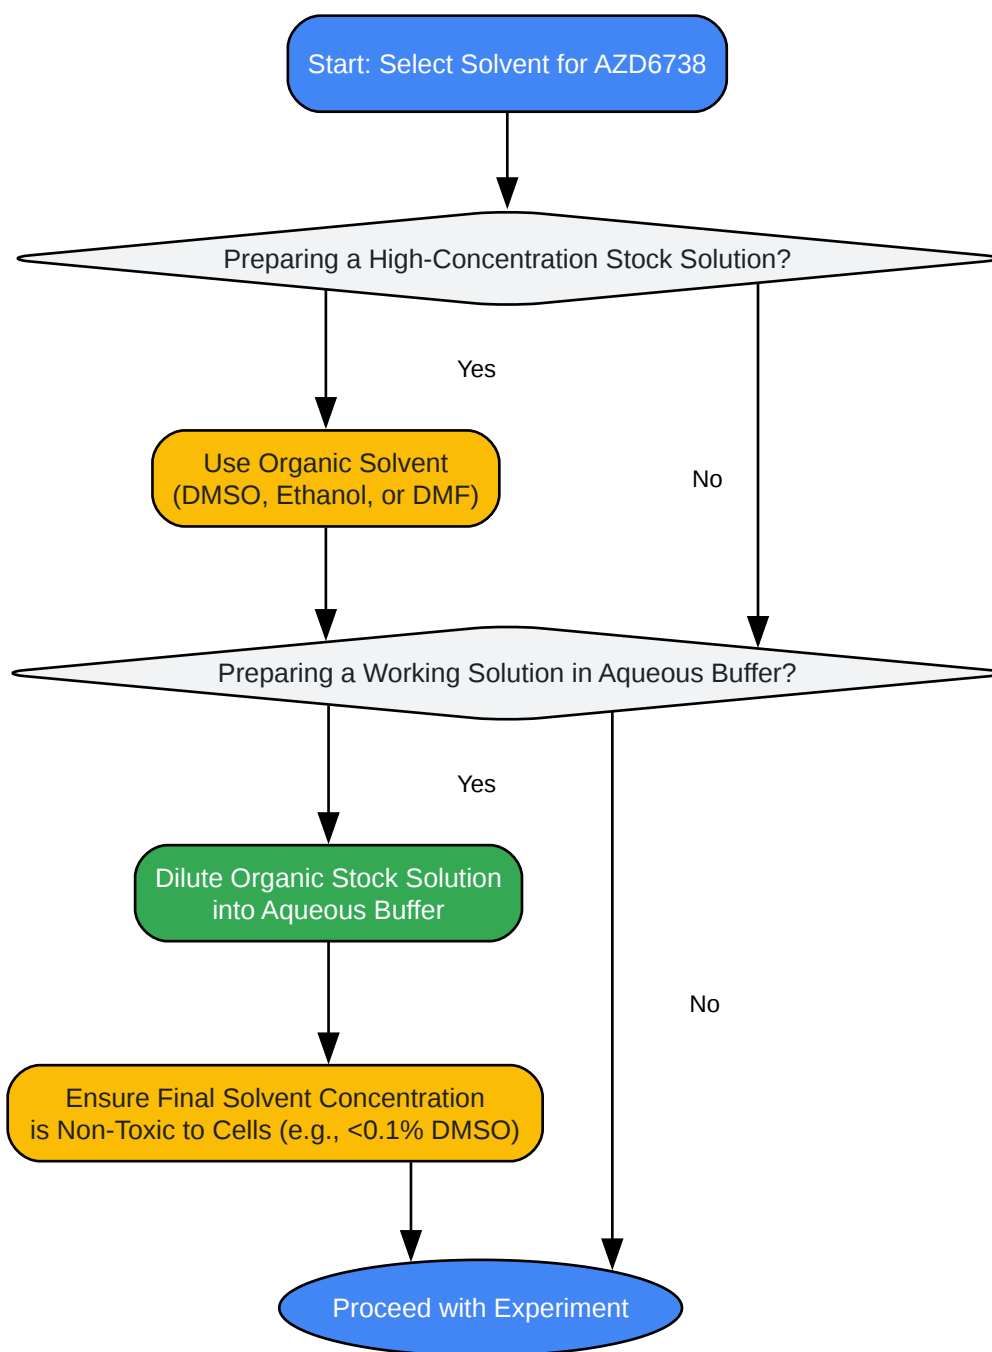 Start: Select Solvent for AZD6738
Preparing a High-Concentration Stock Solution?
Yes
Use Organic Solvent
(DMSO, Ethanol, or DMF)
No
Preparing a Working Solution in Aqueous Buffer?
Yes
Dilute Organic Stock Solution
into Aqueous Buffer
No
Ensure Final Solvent Concentration
is Non-Toxic to Cells (e.g., <0.1% DMSO)
Proceed with Experiment